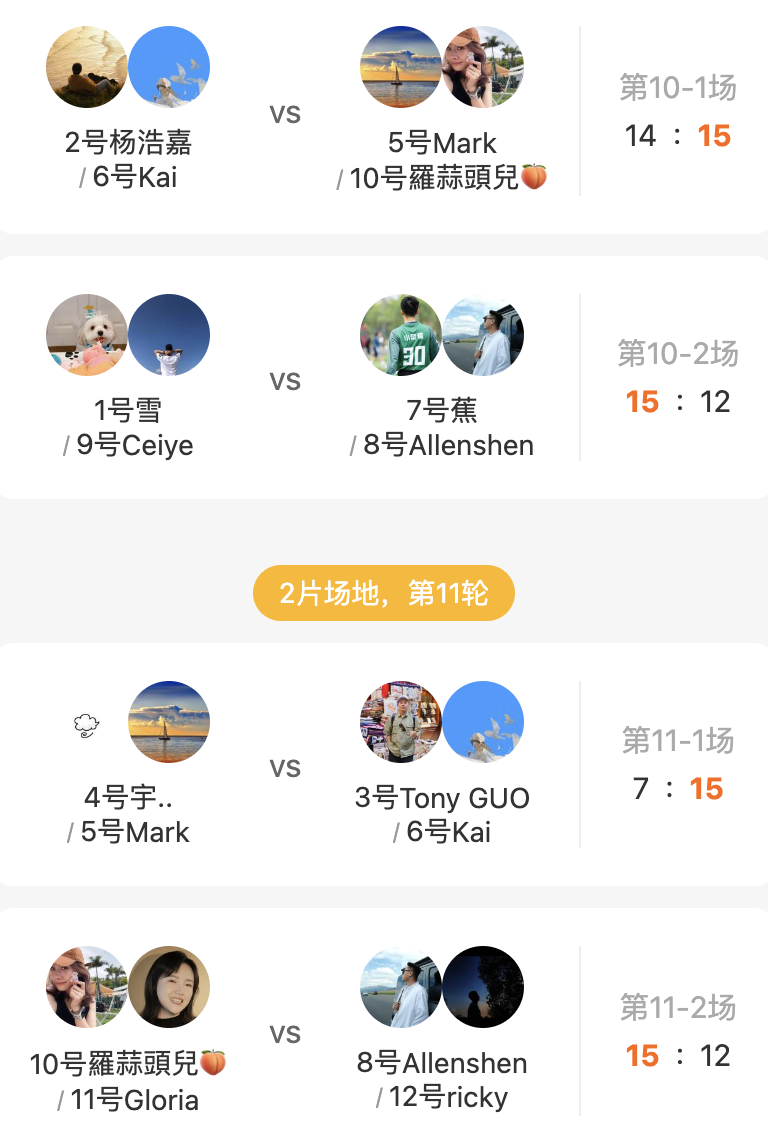 2号杨浩嘉
/ 6号Kai
VS
5号Mark
/ 10号羅蒜頭兒🍑
第10-1场
14 : 15
1号雪
/ 9号Ceiye
VS
7号蕉
/ 8号Allenshen
第10-2场
15 : 12
2片场地，第11轮
4号宇..
/ 5号Mark
VS
3号Tony GUO
/ 6号Kai
第11-1场
7 : 15
10号羅蒜頭兒🍑
/ 11号Gloria
VS
8号Allenshen
/ 12号ricky
第11-2场
15 : 12